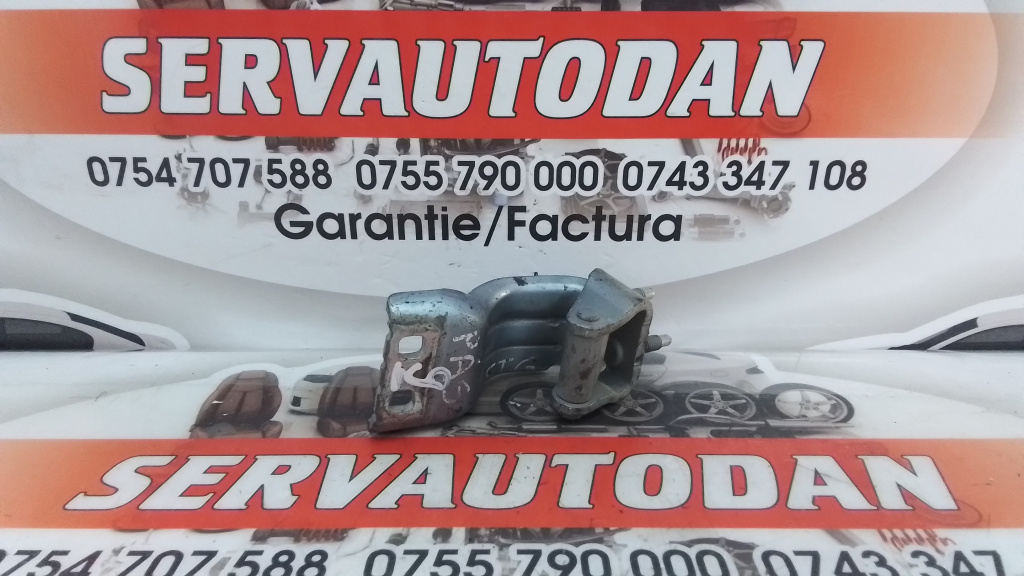 SERVAUTODAN
0754 707 588 0755 790 000 0743 347 108
Garantie/Factura
SERVAUTODAN
0754 707 588 0755 790 000 0743 347